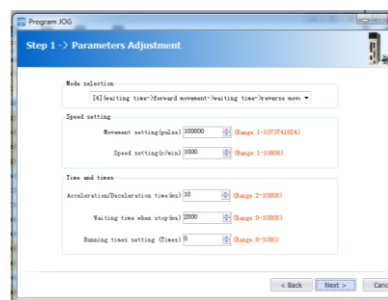 Program JOG
Step 1 -> Parameters Adjustment
Mode selection
[4](waiting time->forward movement->waiting time->reverse move
Speed setting
Movement setting(pulse) 100000 (Range:1-1073741824)
Speed setting(r/min) 1000 (Range:1-10000)
Time and times
Acceleration/Deceleration time(ms) 30 (Range:2-10000)
Waiting time when stop(ms) 2000 (Range:0-10000)
Running times setting (Times) 0 (Range:0-1000)
< Back
Next >
Canc